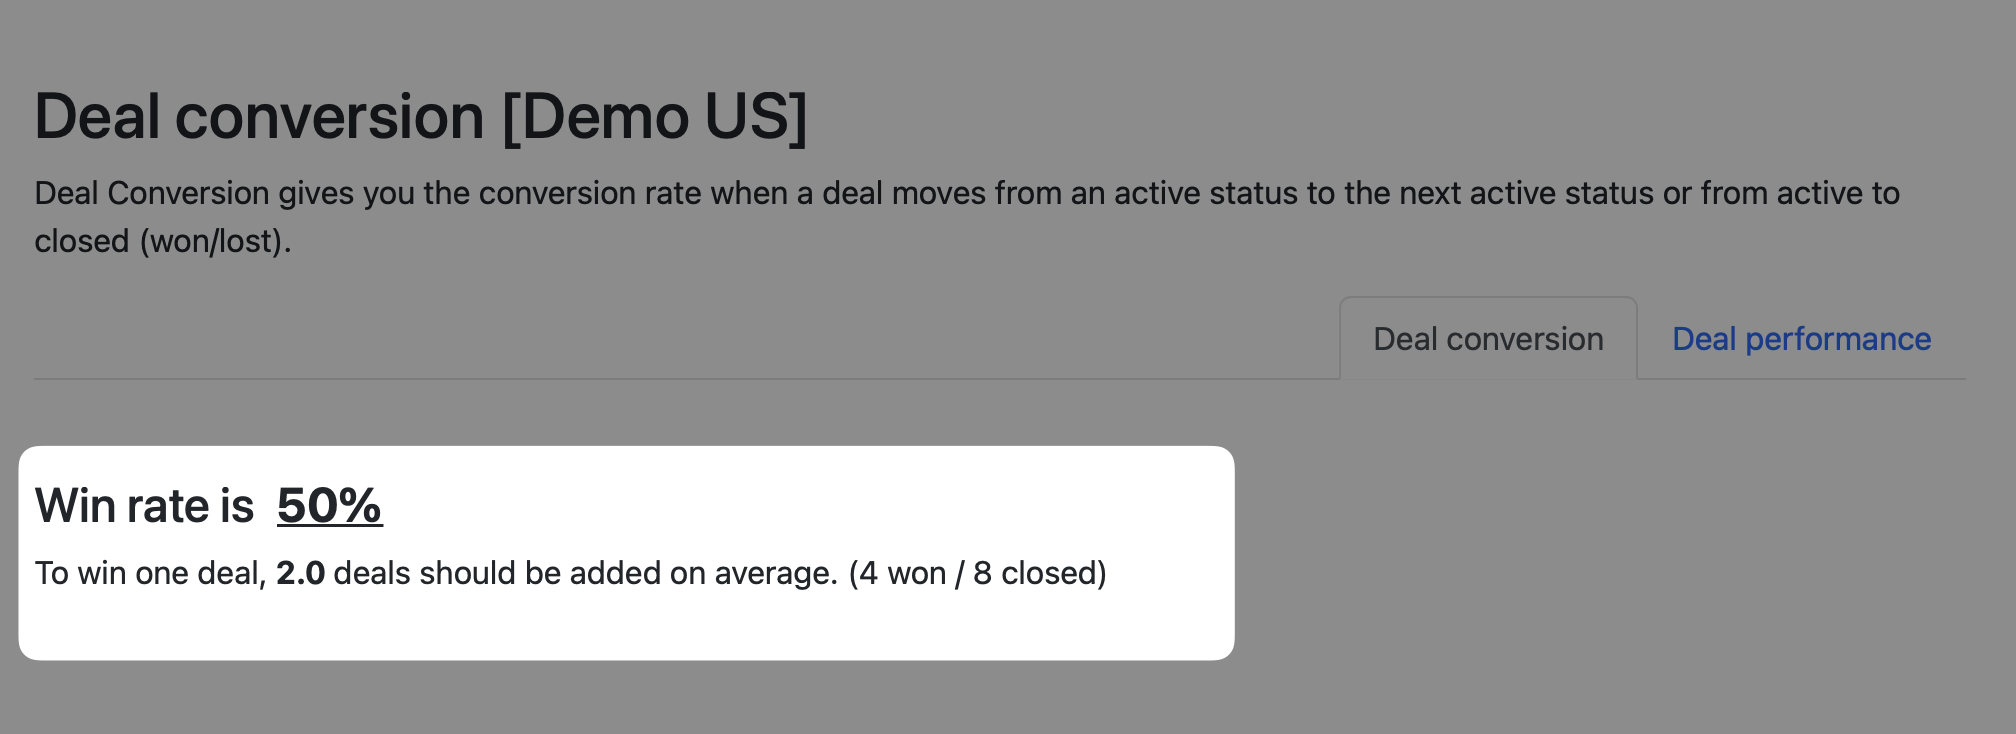 Deal conversion [Demo US]
Deal Conversion gives you the conversion rate when a deal moves from an active status to the next active status or from active to
closed (won/lost).
Deal conversion
Deal performance
Win rate is 50%
To win one deal, 2.0 deals should be added on average. (4 won / 8 closed)